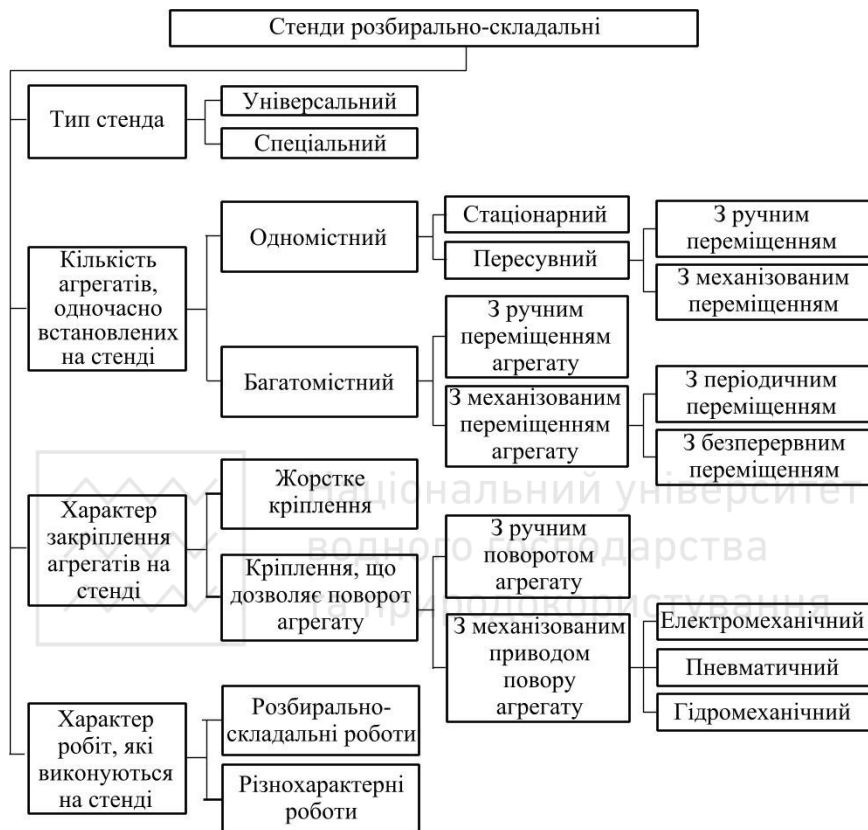 Стенди розбирально-складальні
Тип стенда
Універсальний
Спеціальний
Кількість
агрегатів,
одночасно
встановлених
на стенді
Одномістний
Стаціонарний
Пересувний
З ручним
переміщенням
З механізованим
переміщенням
Багатомістний
З ручним
переміщенням
агрегату
З механізованим
переміщенням
агрегату
З періодичним
переміщенням
З безперервним
переміщенням
Характер
закріплення
агрегатів на
стенді
Жорстке
кріплення
Кріплення, що
дозволяє поворот
агрегату
З ручним
поворотом
агрегату
З механізованим
приводом
повору
агрегату
Електромеханічний
Пневматичний
Гідромеханічний
Характер
робіт, які
виконуються
на стенді
Розбирально-
складальні роботи
Різнохарактерні
роботи
Національний університет
водного господарства
та природокористування